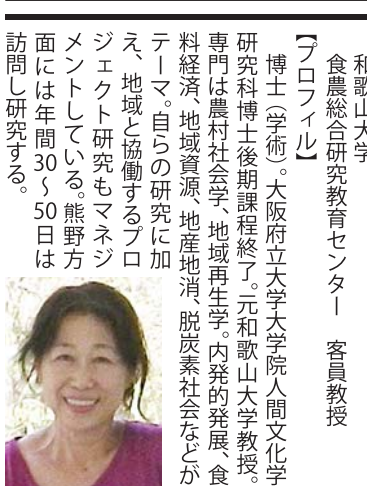 和歌山大学
食農総合研究教育センター　客員教授
【プロフィル】
博士（学術）。大阪府立大学大学院人間文化学
研究科博士後期課程終了。元和歌山大学教授。
専門は農村社会学、地域再生学。内発的発展、食
料経済、地域資源、地産地消、脱炭素社会などが
テーマ。自らの研究に加
え、地域と協働するプロ
ジェクト研究もマネジ
メントしている。熊野方
面には年間30～50日は
訪問し研究する。